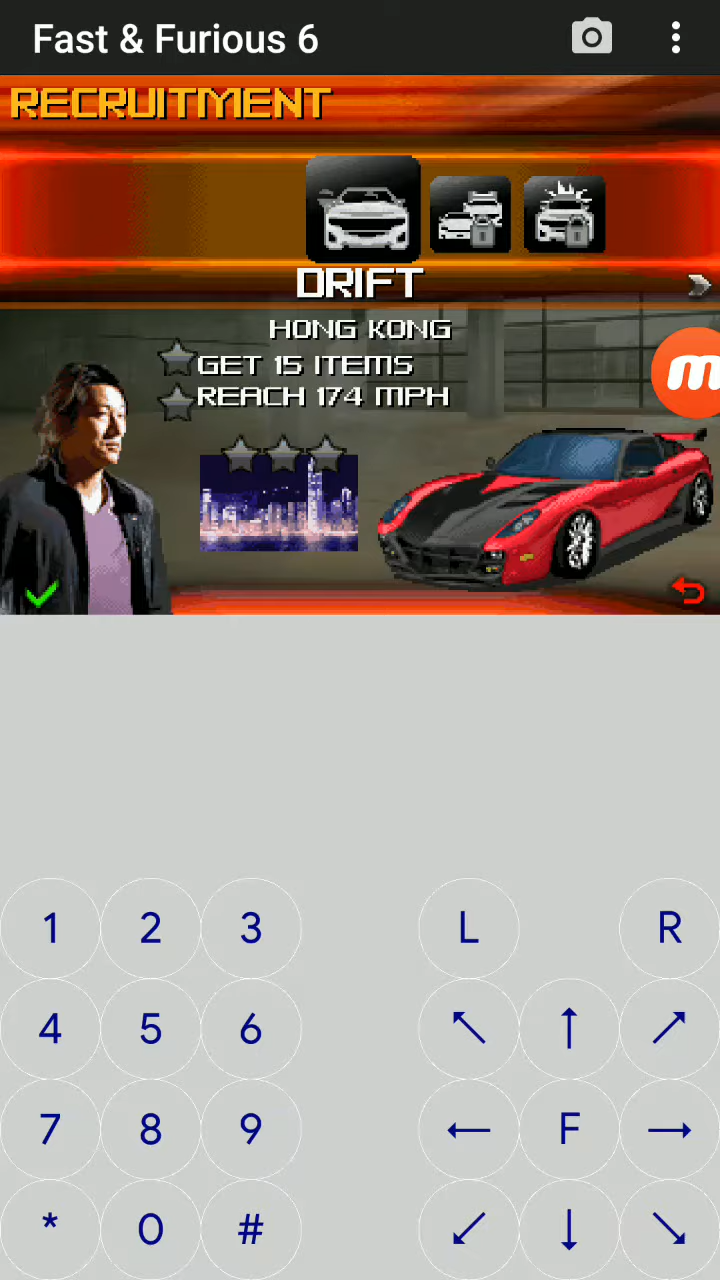 Fast & Furious 6
RECRUITMENT
DRIFT
HONG KONG
GET 15 ITEMS
REACH 174 MPH
m
1 2 3 L R
4 5 6 ↖ ↑ ↗
7 8 9 ← F →
* 0 # ↙ ↓ ↘